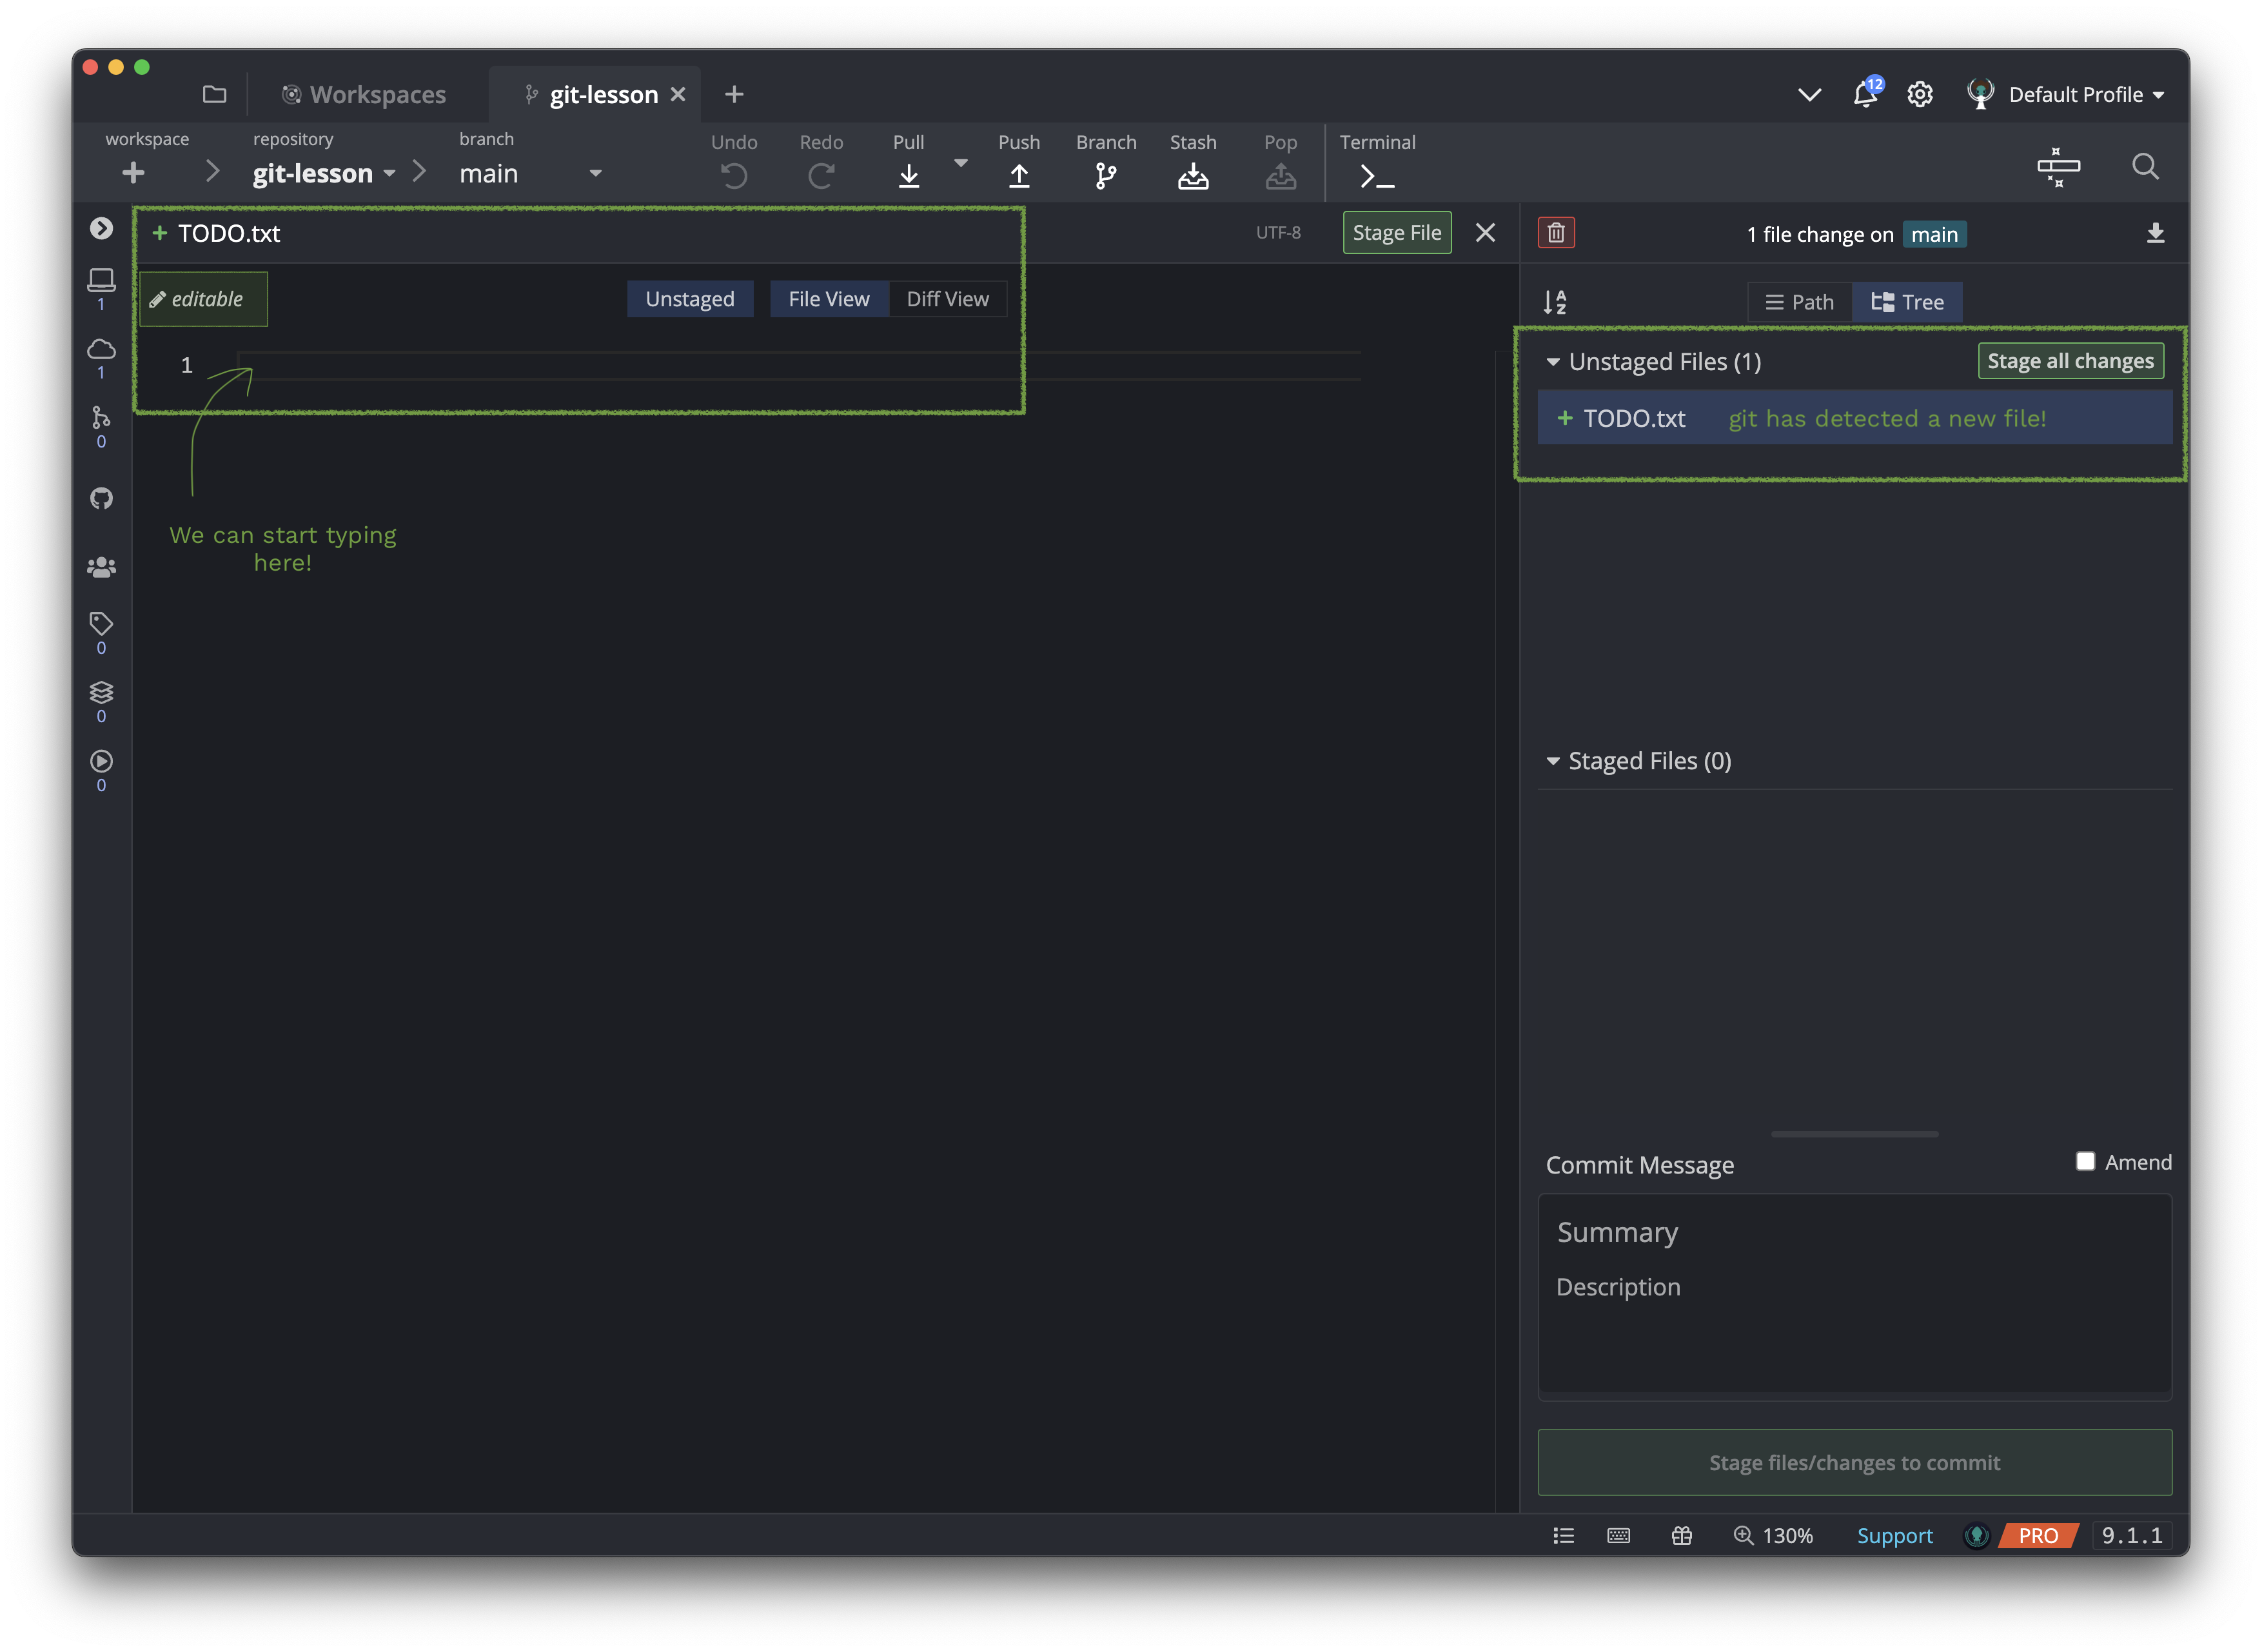 Workspaces
git-lesson
12
Default Profile
workspace
repository
branch
git-lesson
main
Undo
Redo
Pull
Push
Branch
Stash
Pop
Terminal
TODO.txt
UTF-8
Stage File
1 file change on main
editable
Unstaged
File View
Diff View
Path
Tree
1
We can start typing
here!
Unstaged Files (1)
Stage all changes
TODO.txt
git has detected a new file!
1
1
0
0
0
0
Staged Files (0)
Commit Message
Amend
Summary
Description
Stage files/changes to commit
130%
Support
PRO
9.1.1